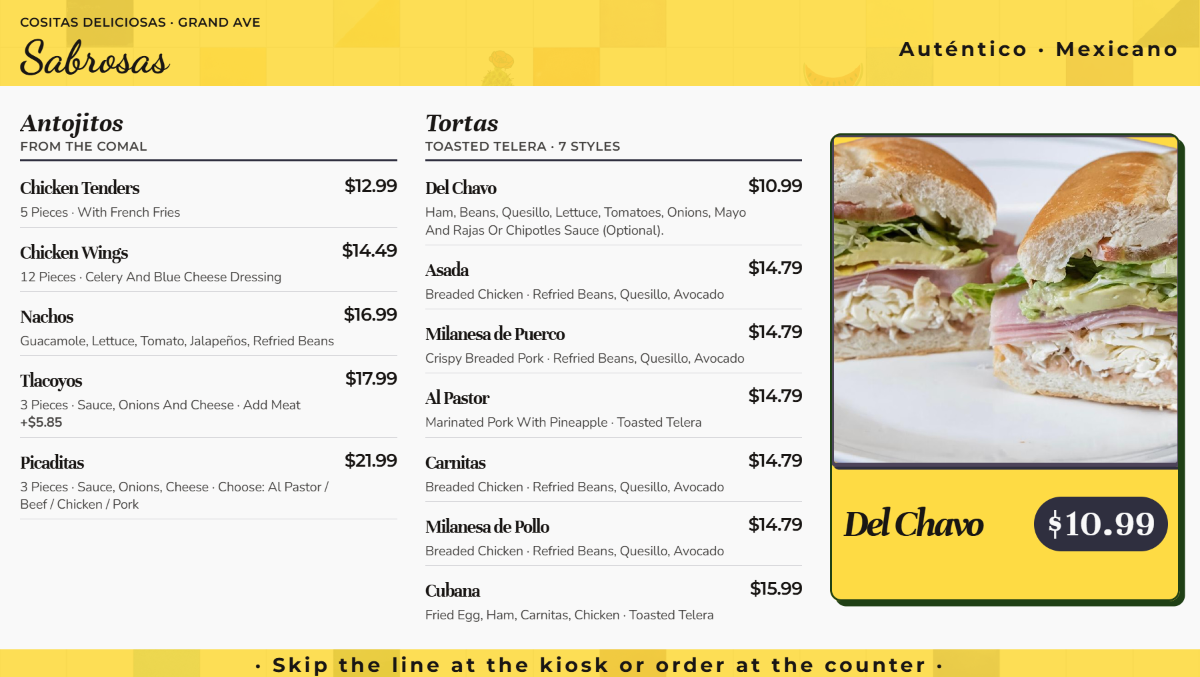 COSITAS DELICIOSAS · GRAND AVE
Sabrosas
Auténtico · Mexicano
Antojitos
FROM THE COMAL
Chicken Tenders $12.99
5 Pieces · With French Fries
Chicken Wings $14.49
12 Pieces · Celery And Blue Cheese Dressing
Nachos $16.99
Guacamole, Lettuce, Tomato, Jalapeños, Refried Beans
Tlacoyos $17.99
3 Pieces · Sauce, Onions And Cheese · Add Meat
+$5.85
Picaditas $21.99
3 Pieces · Sauce, Onions, Cheese · Choose: Al Pastor /
Beef / Chicken / Pork
Tortas
TOASTED TELERA · 7 STYLES
Del Chavo $10.99
Ham, Beans, Quesillo, Lettuce, Tomatoes, Onions, Mayo
And Rajas Or Chipotles Sauce (Optional).
Asada $14.79
Breaded Chicken · Refried Beans, Quesillo, Avocado
Milanesa de Puerco $14.79
Crispy Breaded Pork · Refried Beans, Quesillo, Avocado
Al Pastor $14.79
Marinated Pork With Pineapple · Toasted Telera
Carnitas $14.79
Breaded Chicken · Refried Beans, Quesillo, Avocado
Milanesa de Pollo $14.79
Breaded Chicken · Refried Beans, Quesillo, Avocado
Cubana $15.99
Fried Egg, Ham, Carnitas, Chicken · Toasted Telera
Del Chavo $10.99
· Skip the line at the kiosk or order at the counter ·